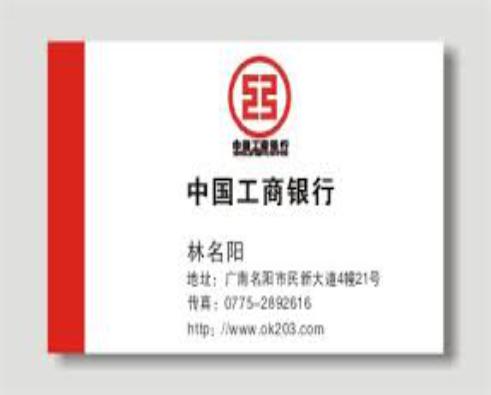 中国工商银行
中国工商银行
林名阳
地址：广南名阳市民新大道4幢21号
传真：0775-2892616
http: //www.ok203.com